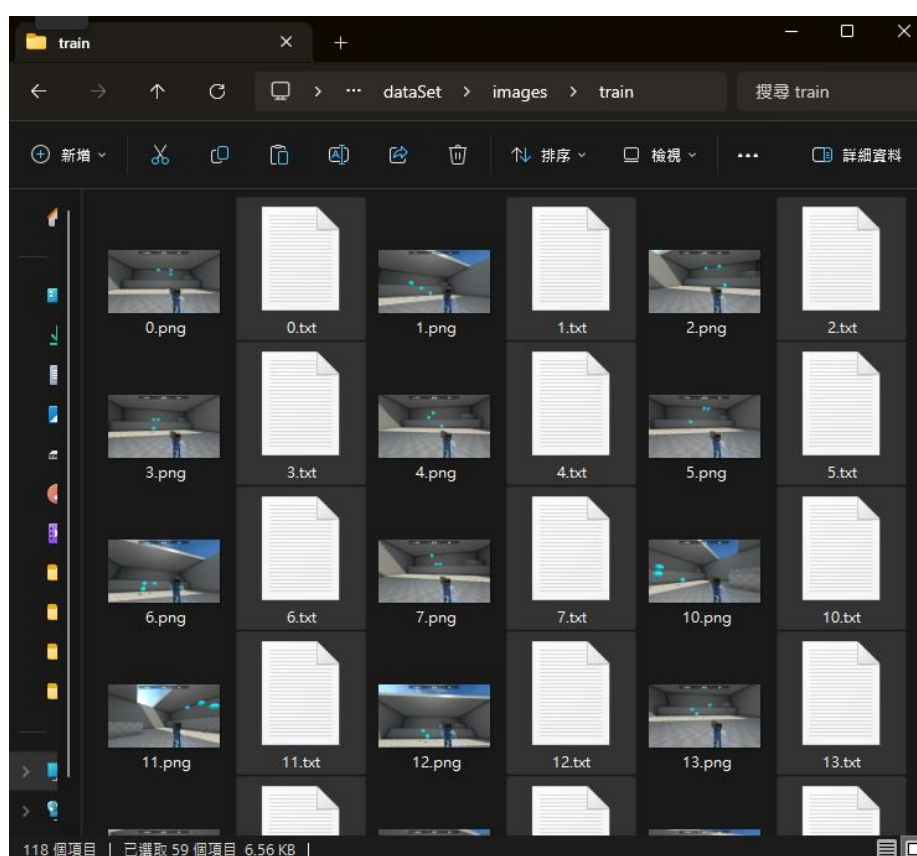 train
dataSet > images > train
搜尋 train
新增
排序
檢視
詳細資料
0.png 0.txt 1.png 1.txt 2.png 2.txt
3.png 3.txt 4.png 4.txt 5.png 5.txt
6.png 6.txt 7.png 7.txt 10.png 10.txt
11.png 11.txt 12.png 12.txt 13.png 13.txt
118 個項目 | 已選取 59 個項目 6.56 KB |